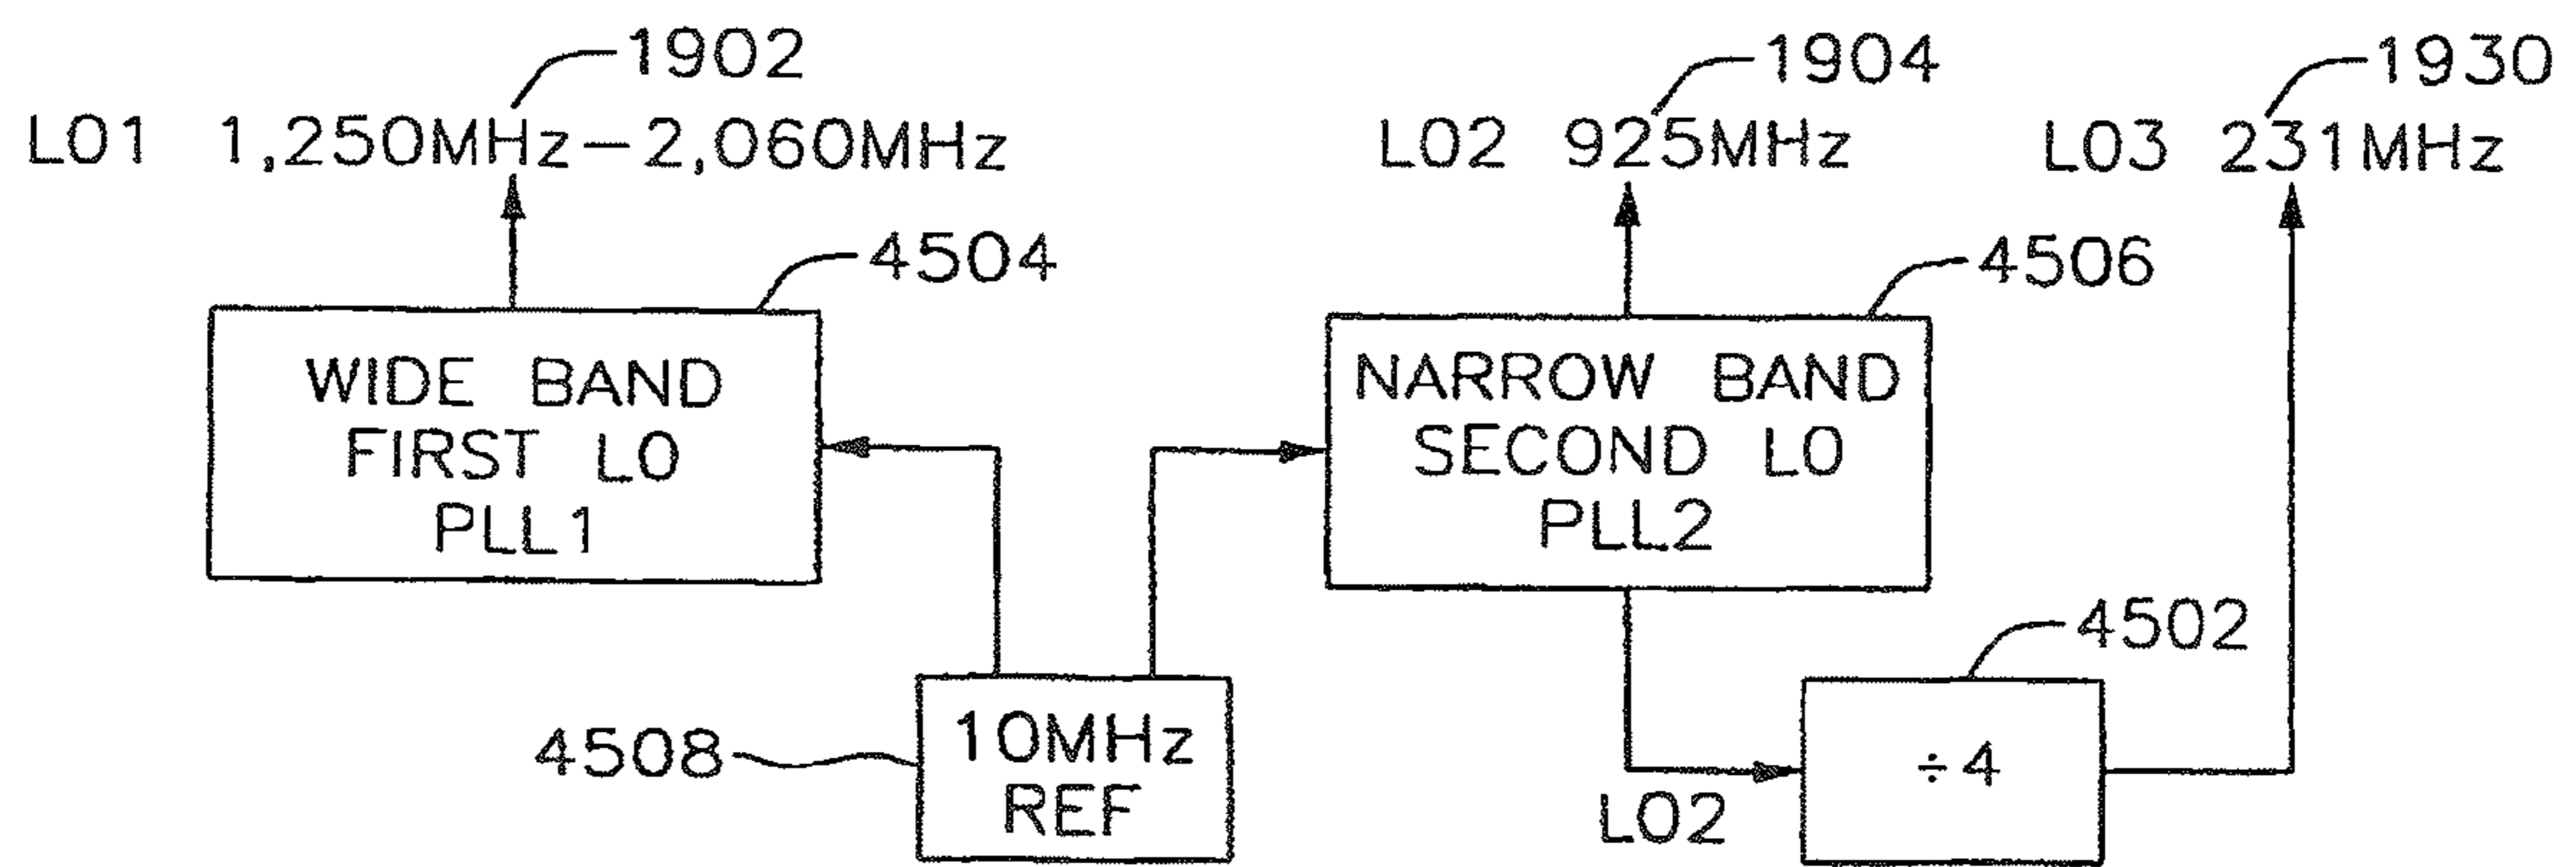 1902
1904
1930
LO1 1,250MHz-2,060MHz
LO2 925MHz
LO3 231MHz
4504
4506
WIDE BAND
FIRST LO
PLL1
NARROW BAND
SECOND LO
PLL2
4502
4508
10MHz
REF
LO2
÷4